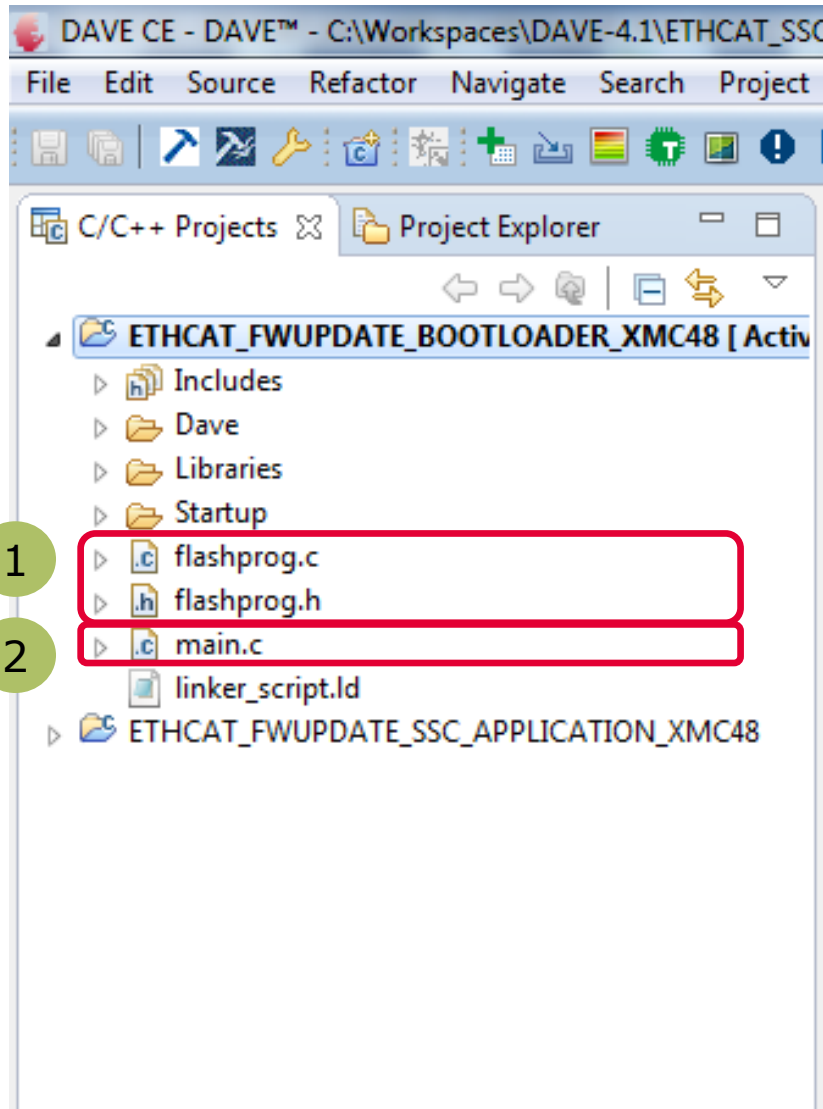 DAVE CE - DAVE™ - C:\Workspaces\DAVE-4.1\ETHCAT_SSC
File Edit Source Refactor Navigate Search Project
C/C++ Projects Project Explorer
ETHCAT_FWUPDATE_BOOTLOADER_XMC48 [ Activ
Includes
Dave
Libraries
Startup
1 flashprog.c
flashprog.h
2 main.c
linker_script.ld
ETHCAT_FWUPDATE_SSC_APPLICATION_XMC48